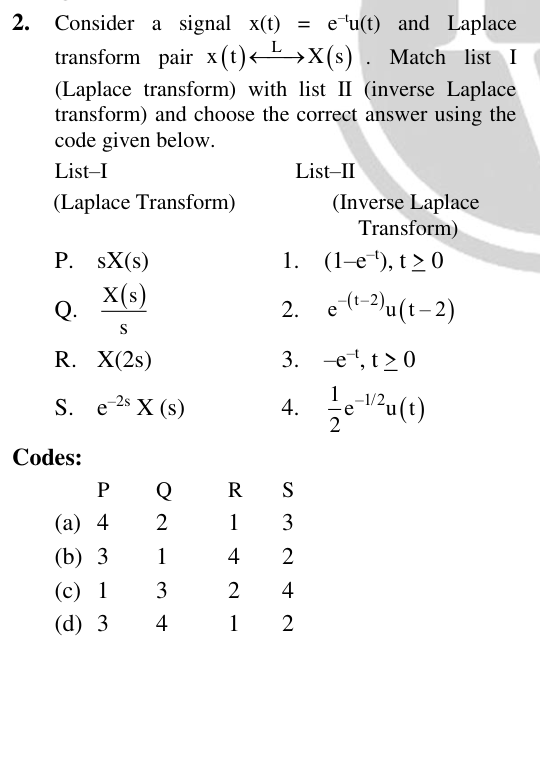 2. Consider a signal x(t) = e⁻ᵗu(t) and Laplace
transform pair x(t)←ᴸ→X(s) . Match list I
(Laplace transform) with list II (inverse Laplace
transform) and choose the correct answer using the
code given below.
List–I List–II
(Laplace Transform) (Inverse Laplace
Transform)
P. sX(s) 1. (1–e⁻ᵗ), t ≥ 0
Q. X(s)/s 2. e^{−(t−2)}u(t−2)
R. X(2s) 3. –e⁻ᵗ, t ≥ 0
S. e^{−2s} X (s) 4. 1/2 e^{−1/2}u(t)
Codes:
P Q R S
(a) 4 2 1 3
(b) 3 1 4 2
(c) 1 3 2 4
(d) 3 4 1 2